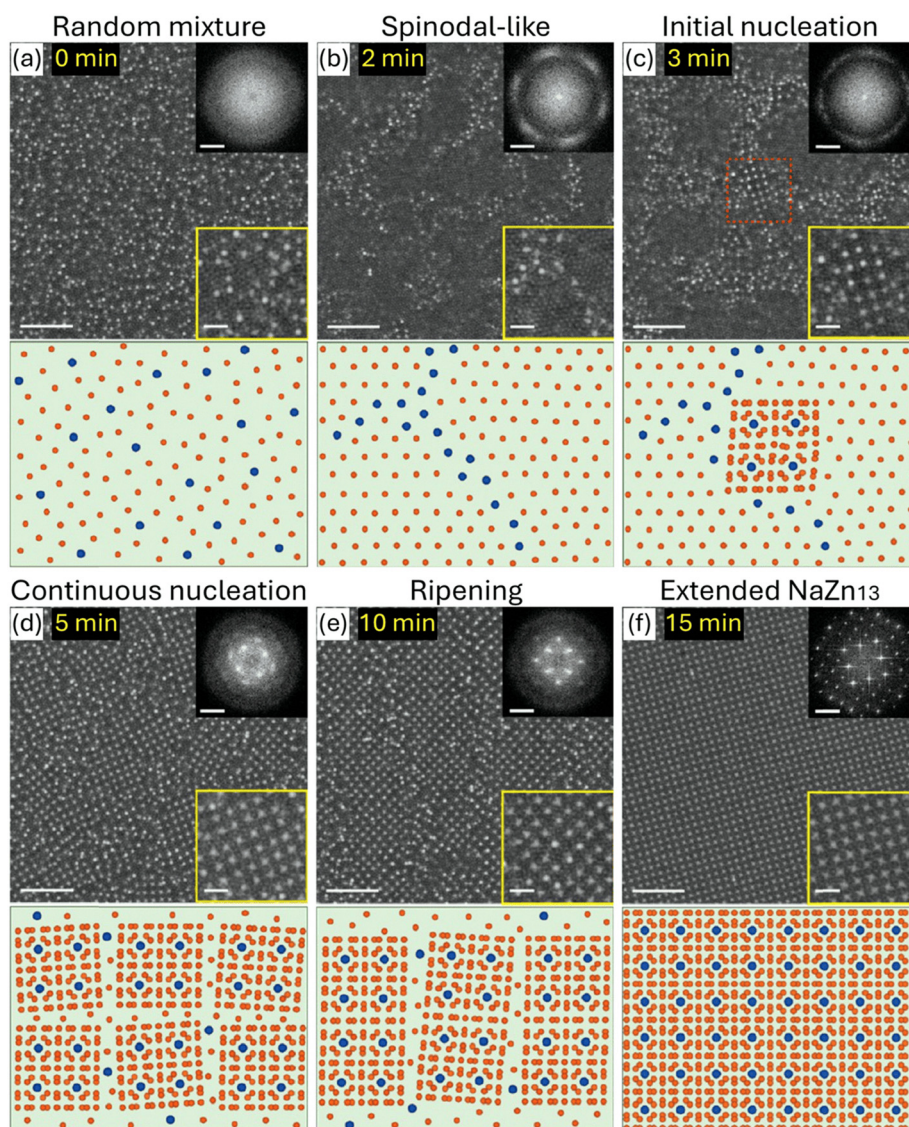 Random mixture
Spinodal-like
Initial nucleation
(a) 0 min
(b) 2 min
(c) 3 min
Continuous nucleation
Ripening
Extended NaZn₁₃
(d) 5 min
(e) 10 min
(f) 15 min